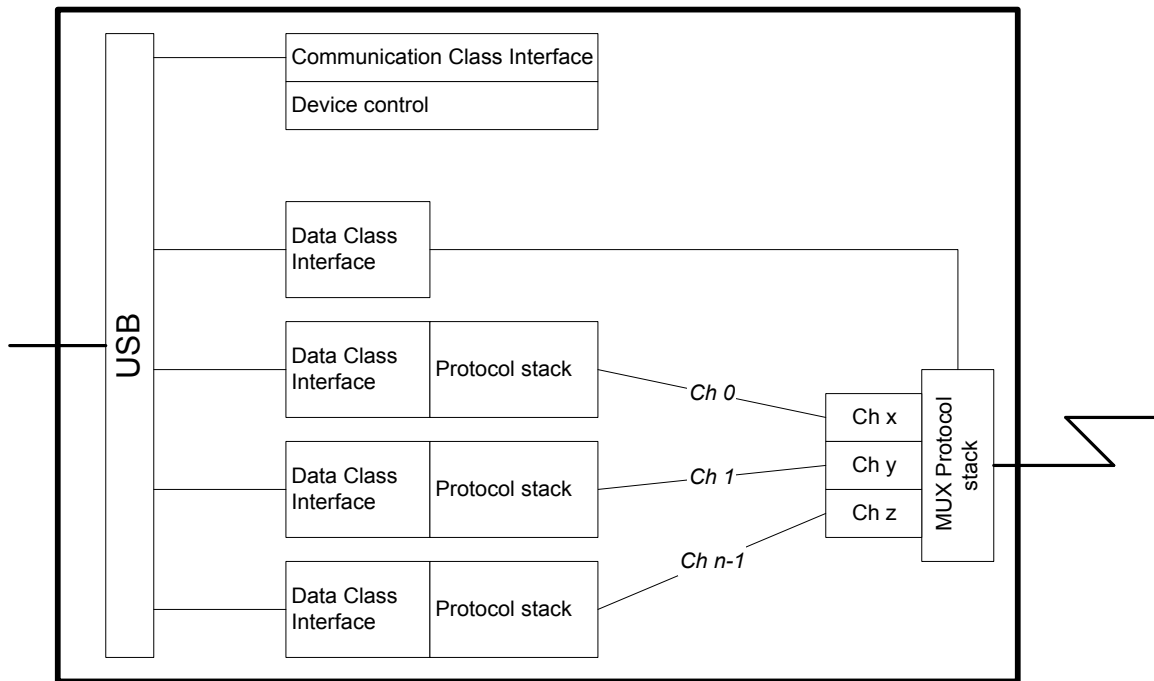 Communication Class Interface
Device control
Data Class
Interface
USB
Data Class
Interface
Protocol stack
Ch 0
Ch x
Data Class
Interface
Protocol stack
Ch 1
Ch y
MUX Protocol
stack
Ch z
Ch n-1
Data Class
Interface
Protocol stack